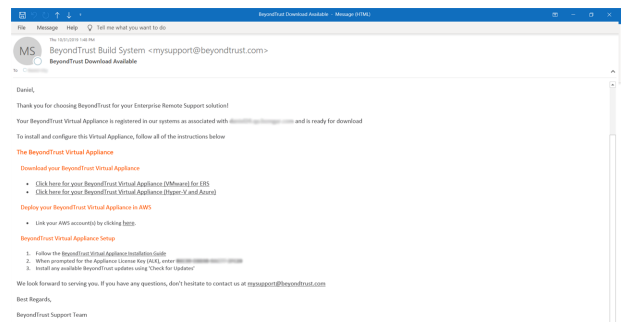 BeyondTrust Download Available - Message (HTML)
File Message Help Tell me what you want to do
Thu 10/31/2019 1:40 PM
MS
BeyondTrust Build System <mysupport@beyondtrust.com>
BeyondTrust Download Available
To
Daniel,
Thank you for choosing BeyondTrust for your Enterprise Remote Support solution!
Your BeyondTrust Virtual Appliance is registered in our systems as associated with and is ready for download
To install and configure this Virtual Appliance, follow all of the instructions below
The BeyondTrust Virtual Appliance
Download your BeyondTrust Virtual Appliance
• Click here for your BeyondTrust Virtual Appliance (VMware) for ERS
• Click here for your BeyondTrust Virtual Appliance (Hyper-V and Azure)
Deploy your BeyondTrust Virtual Appliance in AWS
• Link your AWS account(s) by clicking here.
BeyondTrust Virtual Appliance Setup
1. Follow the BeyondTrust Virtual Appliance Installation Guide
2. When prompted for the Appliance License Key (ALK), enter
3. Install any available BeyondTrust updates using 'Check for Updates'
We look forward to serving you. If you have any questions, don't hesitate to contact us at mysupport@beyondtrust.com
Best Regards,
BeyondTrust Support Team